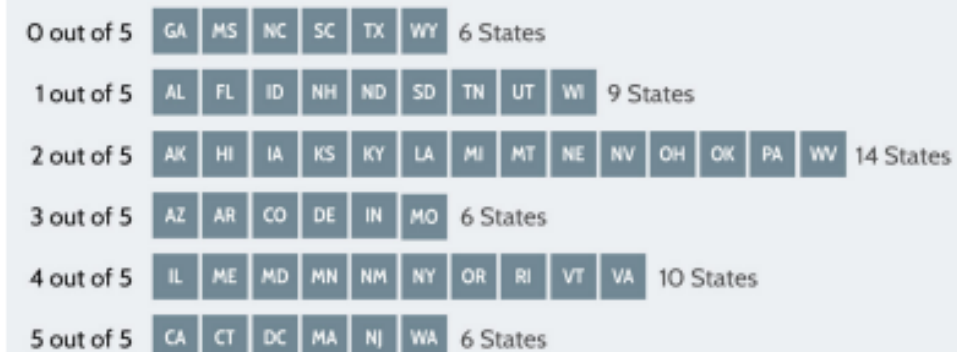 0 out of 5 GA MS NC SC TX WY 6 States
1 out of 5 AL FL ID NH ND SD TN UT WI 9 States
2 out of 5 AK HI IA KS KY LA MI MT NE NV OH OK PA WV 14 States
3 out of 5 AZ AR CO DE IN MO 6 States
4 out of 5 IL ME MD MN NM NY OR RI VT VA 10 States
5 out of 5 CA CT DC MA NJ WA 6 States